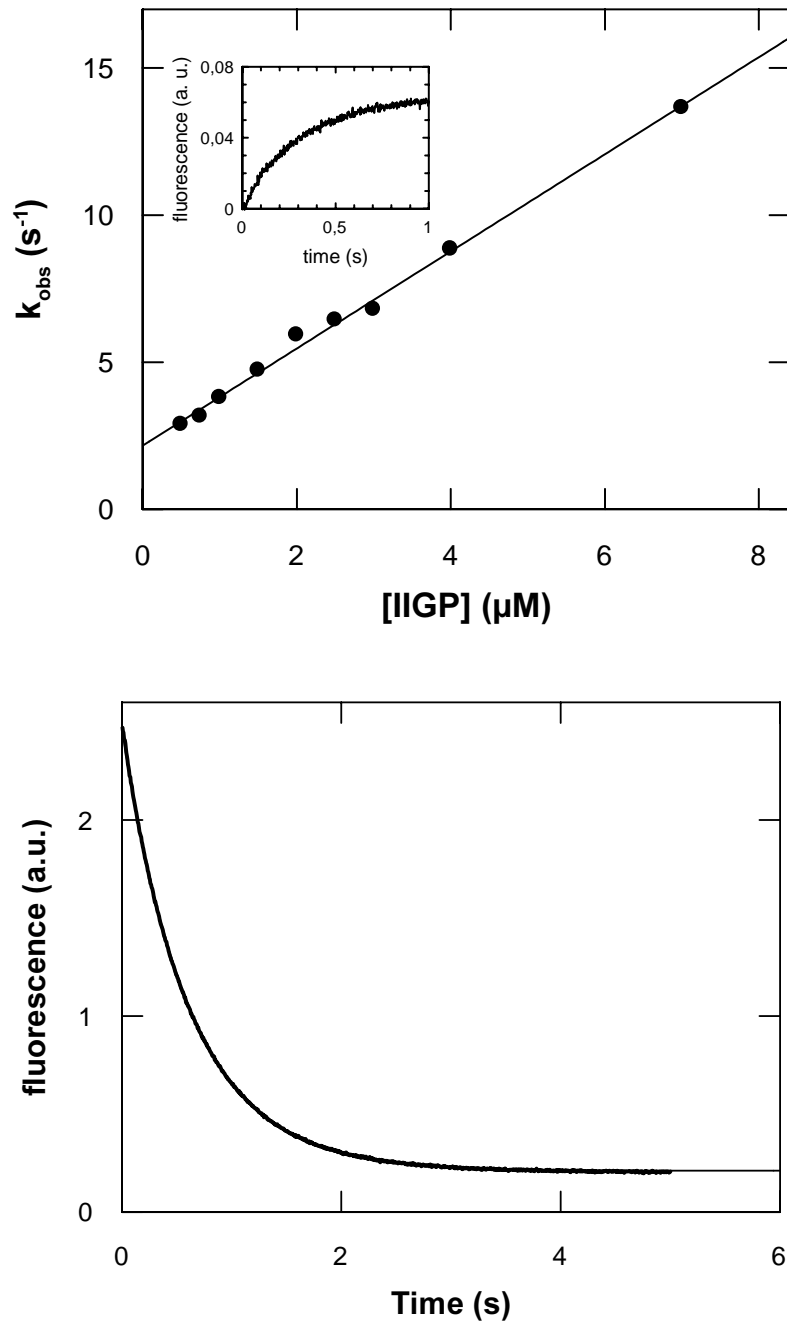 15
10
5
0
k_obs (s⁻¹)
0 2 4 6 8
[IIGP] (µM)
0,08
0,04
0
fluorescence (a. u.)
0 0,5 1
time (s)
2
1
0
fluorescence (a.u.)
0 2 4 6
Time (s)